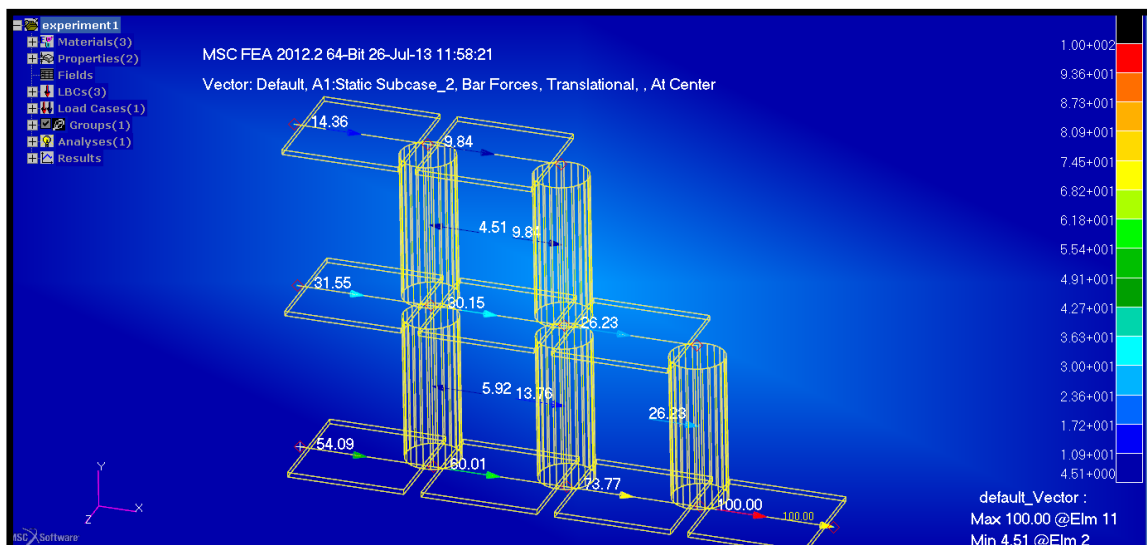 experiment1
Materials(3)
Properties(2)
Fields
LBCs(3)
Load Cases(1)
Groups(1)
Analyses(1)
Results
MSC FEA 2012.2 64-Bit 26-Jul-13 11:58:21
Vector: Default, A1:Static Subcase_2, Bar Forces, Translational, , At Center
14.36
9.84
4.51
9.84
31.55
30.15
26.23
5.92
13.76
26.23
54.09
60.01
73.77
100.00
100.00
1.00+002
9.36+001
8.73+001
8.09+001
7.45+001
6.82+001
6.18+001
5.54+001
4.91+001
4.27+001
3.63+001
3.00+001
2.36+001
1.72+001
1.09+001
4.51+000
default_Vector :
Max 100.00 @Elm 11
Min 4.51 @Elm 2
Y
Z
X
MSC Software